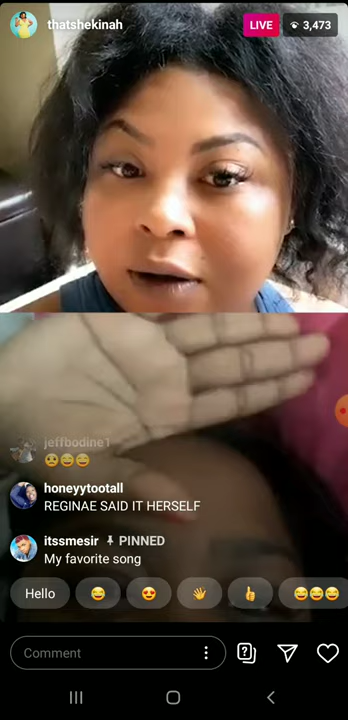 thatshekinah
LIVE 3,473
jeffbodine1
😢😂😂
honeyytootall
REGINAE SAID IT HERSELF
itssmesir PINNED
My favorite song
Hello 😂 😍 👋 👍 😂😂😂
Comment